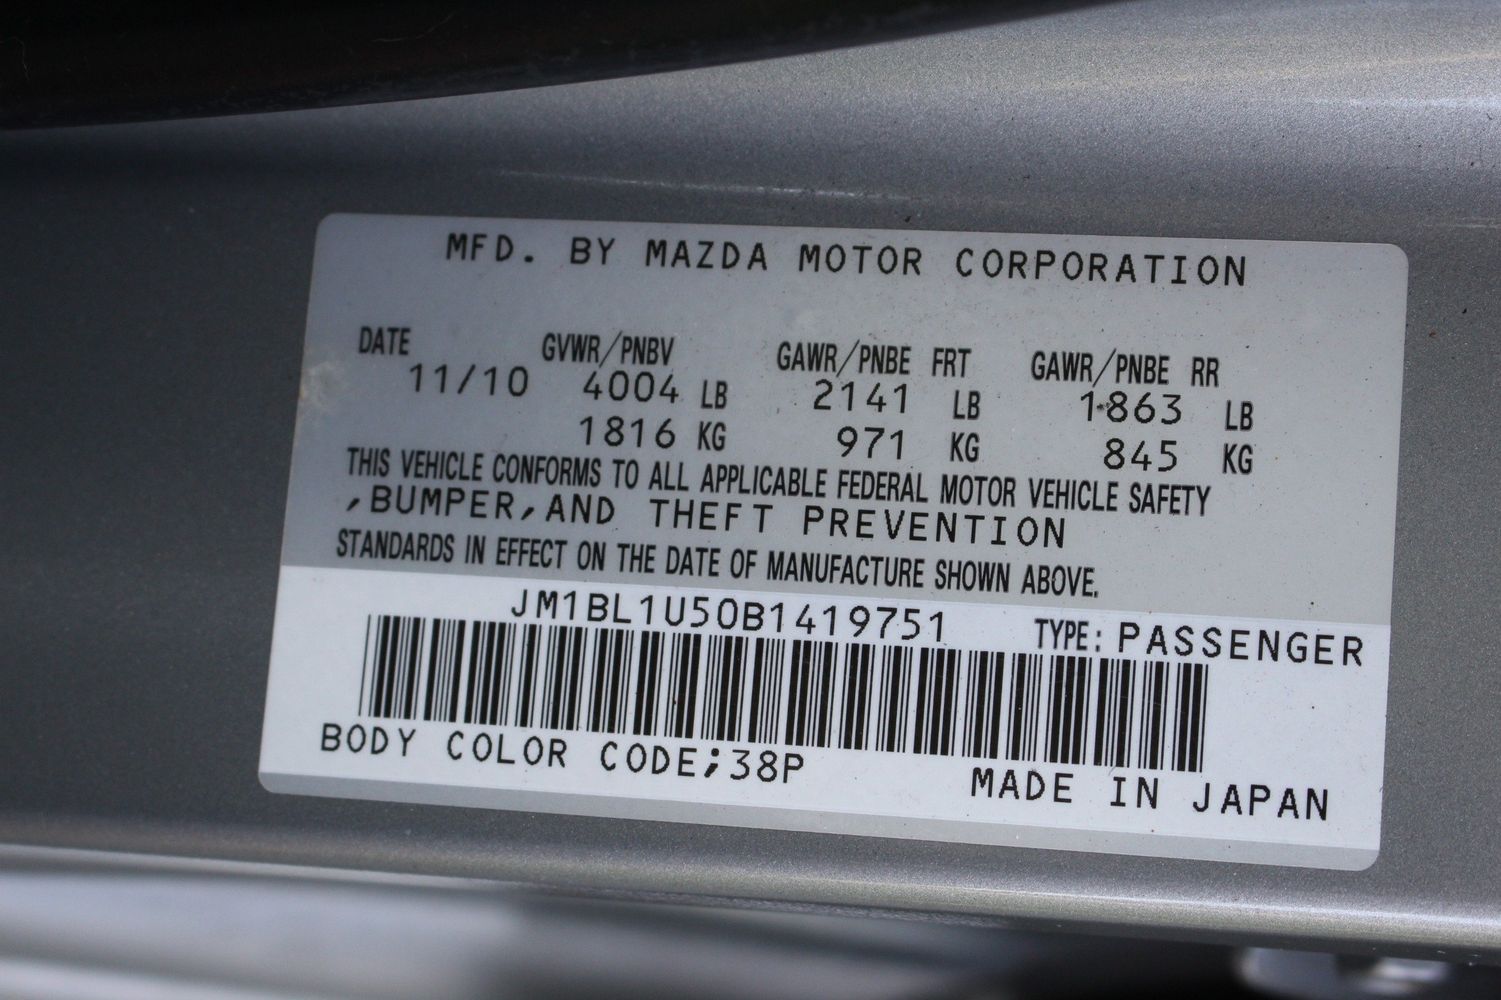 MFD. BY MAZDA MOTOR CORPORATION
DATE GVWR/PNBV GAWR/PNBE FRT GAWR/PNBE RR
11/10 4004 LB 2141 LB 1863 LB
1816 KG 971 KG 845 KG
THIS VEHICLE CONFORMS TO ALL APPLICABLE FEDERAL MOTOR VEHICLE SAFETY
,BUMPER,AND THEFT PREVENTION
STANDARDS IN EFFECT ON THE DATE OF MANUFACTURE SHOWN ABOVE.
JM1BL1U50B1419751 TYPE: PASSENGER
BODY COLOR CODE;38P MADE IN JAPAN